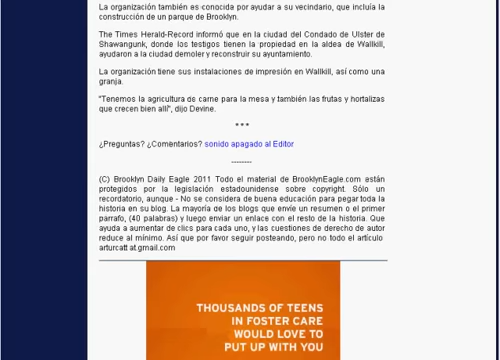 La organización también es conocida por ayudar a su vecindario, que incluía la
construcción de un parque de Brooklyn.
The Times Herald-Record informó que en la ciudad del Condado de Ulster de
Shawangunk, donde los testigos tienen la propiedad en la aldea de Wallkill,
ayudaron a la ciudad demoler y reconstruir su ayuntamiento.
La organización tiene sus instalaciones de impresión en Wallkill, así como una
granja.
"Tenemos la agricultura de carne para la mesa y también las frutas y hortalizas
que crecen bien allí", dijo Devine.
* * *
¿Preguntas? ¿Comentarios? sonido apagado al Editor
--------
(C) Brooklyn Daily Eagle 2011 Todo el material de BrooklynEagle.com están
protegidos por la legislación estadounidense sobre copyright. Sólo un
recordatorio, aunque - No se considera de buena educación para pegar toda la
historia en su blog. La mayoría de los blogs que envíe un resumen o el primer
parrafo, (40 palabras) y luego enviar un enlace con el resto de la historia. Que
ayuda a aumentar de clics para cada uno, y las cuestiones de derecho de autor
reduce al mínimo. Así que por favor seguir posteando, pero no todo el artículo
arturcatt at.gmail.com
THOUSANDS OF TEENS
IN FOSTER CARE
WOULD LOVE TO
PUT UP WITH YOU